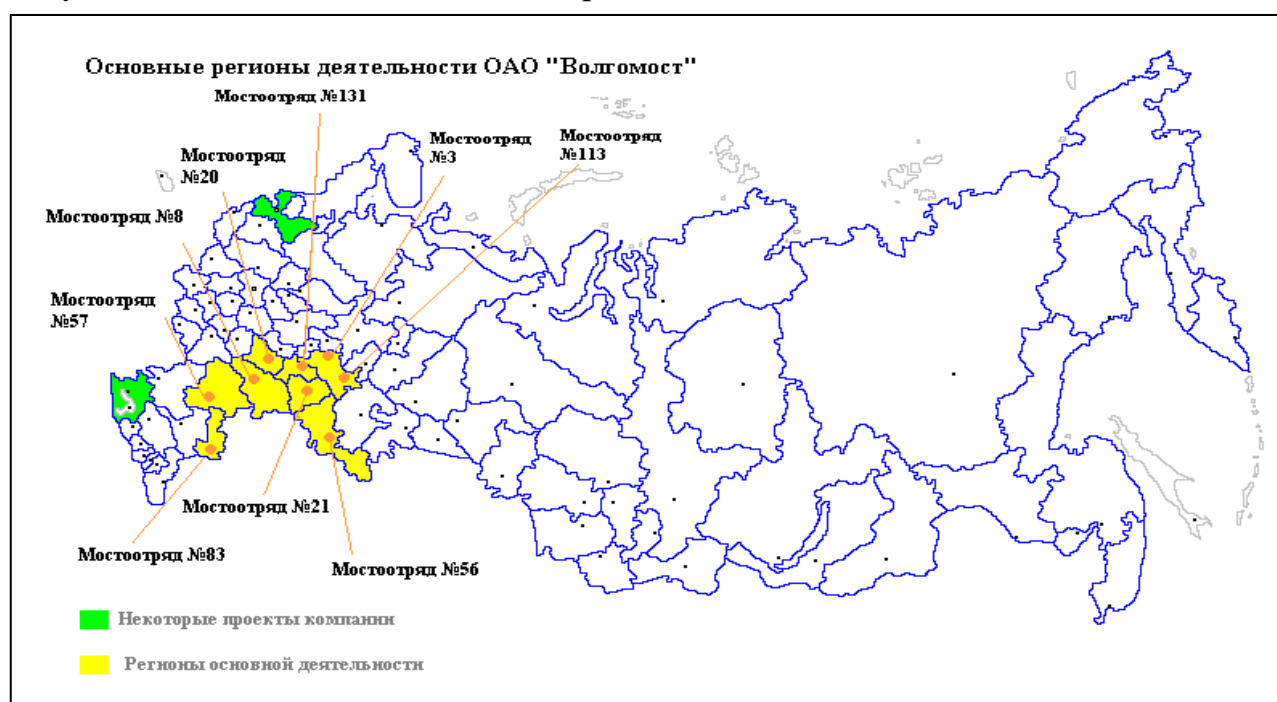 Основные регионы деятельности ОАО "Волгомост"
Мостоотряд №131
Мостоотряд
№3
Мостоотряд
№113
Мостоотряд
№20
Мостоотряд №8
Мостоотряд
№57
Мостоотряд №21
Мостоотряд №83
Мостоотряд №56
Некоторые проекты компании
Регионы основной деятельности